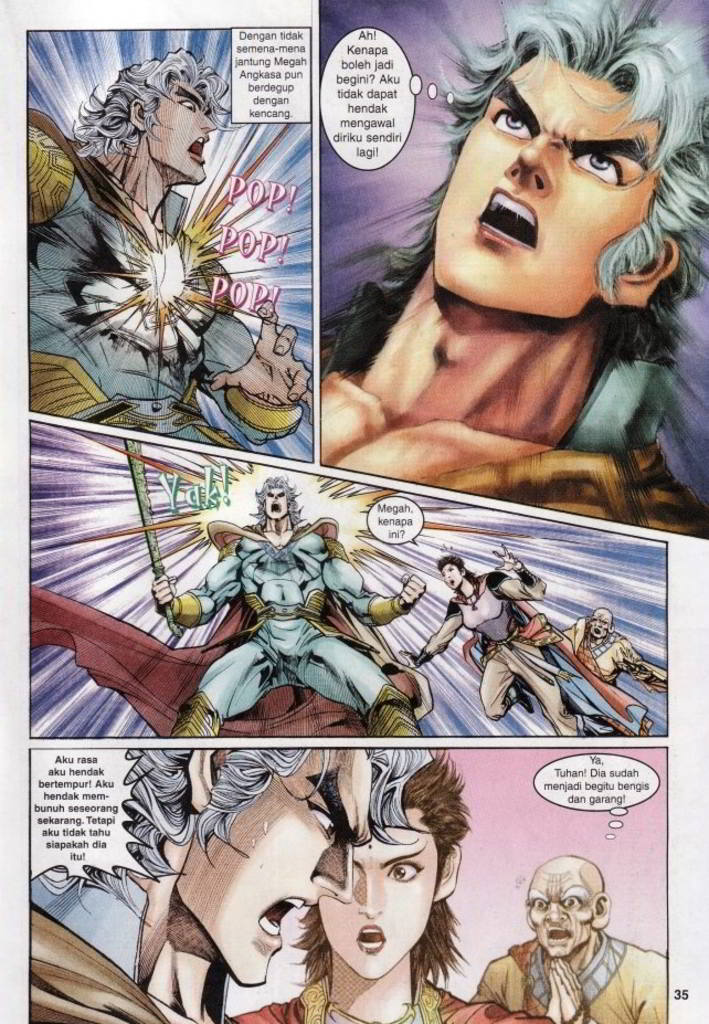 Dengan tidak
semena-mena
jantung Megah
Angkasa pun
berdegup
dengan
kencang.
POP!
POP!
POP!
Ah!
Kenapa
boleh jadi
begini? Aku
tidak dapat
hendak
mengawal
diriku sendiri
lagi!
Yak!
Megah,
kenapa
ini?
Aku rasa
aku hendak
bertempur! Aku
hendak mem-
bunuh seseorang
sekarang. Tetapi
aku tidak tahu
siapakah dia
itu!
Ya,
Tuhan! Dia sudah
menjadi begitu bengis
dan garang!
35